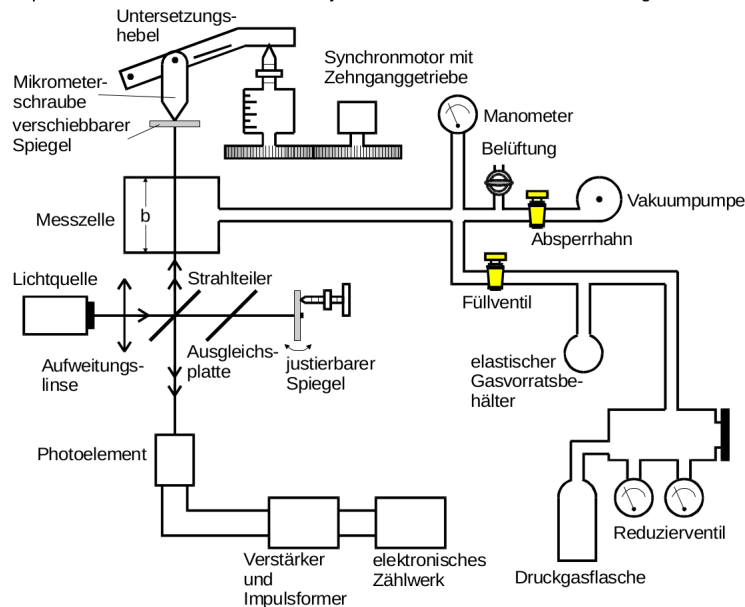 Untersetzungs-
hebel
Synchronmotor mit
Zehnganggetriebe
Mikrometer-
schraube
verschiebbarer
Spiegel
Manometer
Belüftung
Messzelle
b
Vakuumpumpe
Absperrhahn
Lichtquelle
Strahlteiler
Füllventil
Aufweitungs-
linse
Ausgleichs-
platte
justierbarer
Spiegel
elastischer
Gasvorratsbe-
hälter
Photoelement
Reduzierventil
Verstärker
und
Impulsformer
elektronisches
Zählwerk
Druckgasflasche